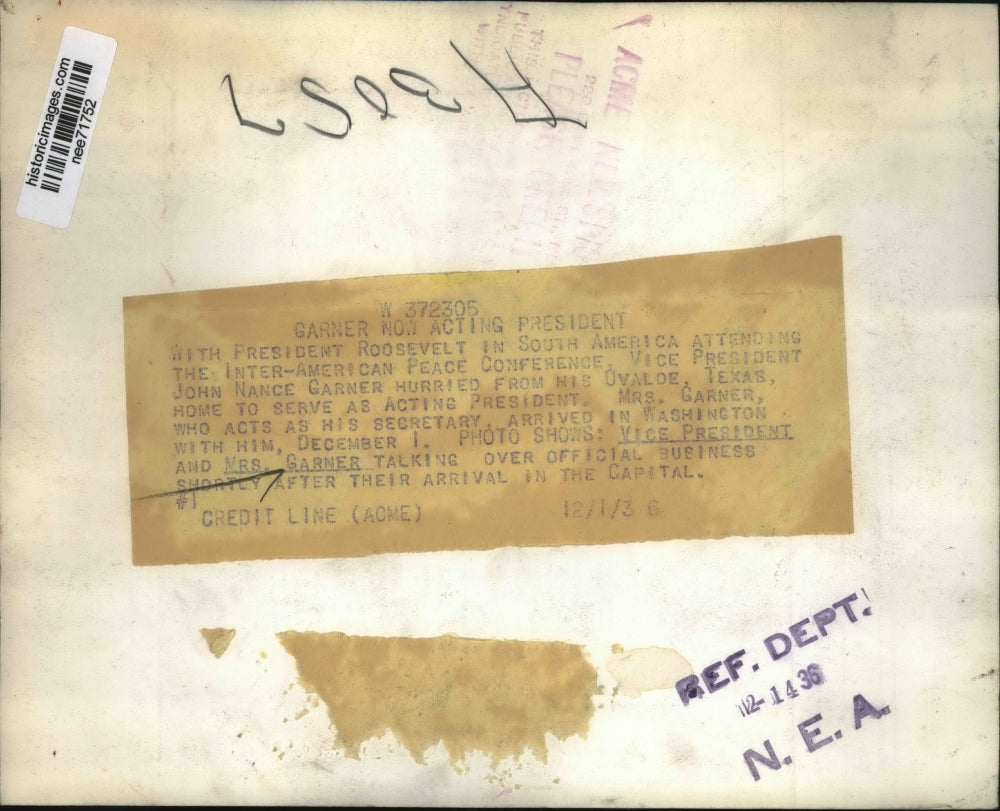 historicimages.com
nee71752
ACME
W 372305
GARNER NOW ACTING PRESIDENT
WITH PRESIDENT ROOSEVELT IN SOUTH AMERICA ATTENDING
THE INTER-AMERICAN PEACE CONFERENCE, VICE PRESIDENT
JOHN NANCE GARNER HURRIED FROM HIS UVALDE, TEXAS,
HOME TO SERVE AS ACTING PRESIDENT. MRS. GARNER,
WHO ACTS AS HIS SECRETARY, ARRIVED IN WASHINGTON
WITH HIM, DECEMBER 1. PHOTO SHOWS: VICE PRESIDENT
AND MRS. GARNER TALKING OVER OFFICIAL BUSINESS
SHORTLY AFTER THEIR ARRIVAL IN THE CAPITAL.
#1
CREDIT LINE (ACME) 12/1/36
REF. DEPT.
12-14 36
N. E. A.